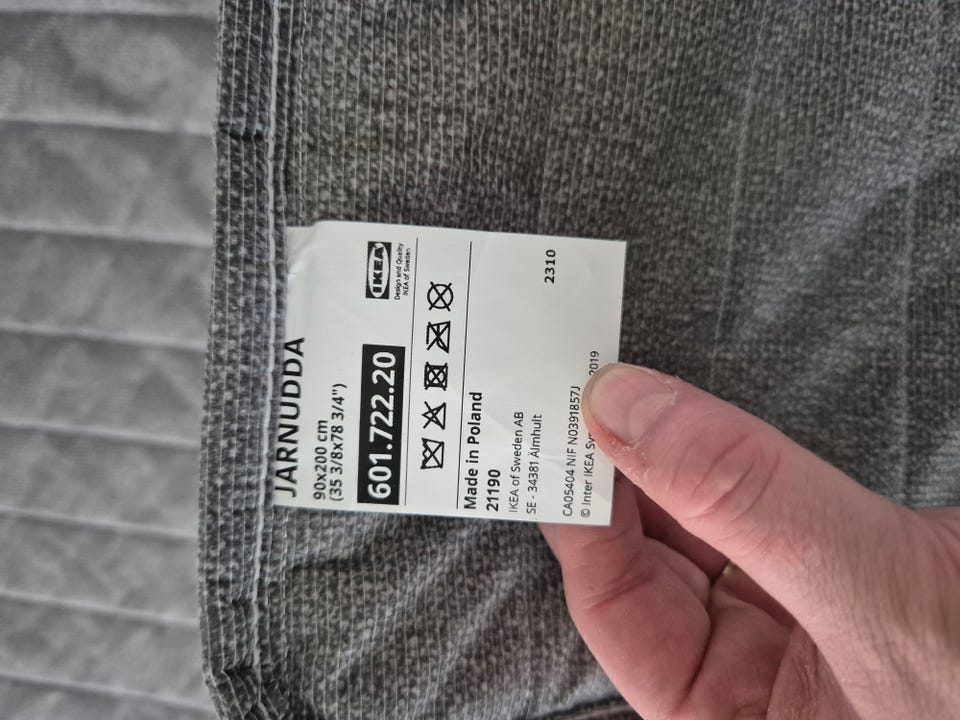 JÄRNUDDA
90x200 cm
(35 3/8x78 3/4")
601.722.20
IKEA
Design and Quality
IKEA of Sweden
Made in Poland
21190
IKEA of Sweden AB
SE - 34381 Älmhult
2310
CA05404 NIF N0391857J
© Inter IKEA 2019